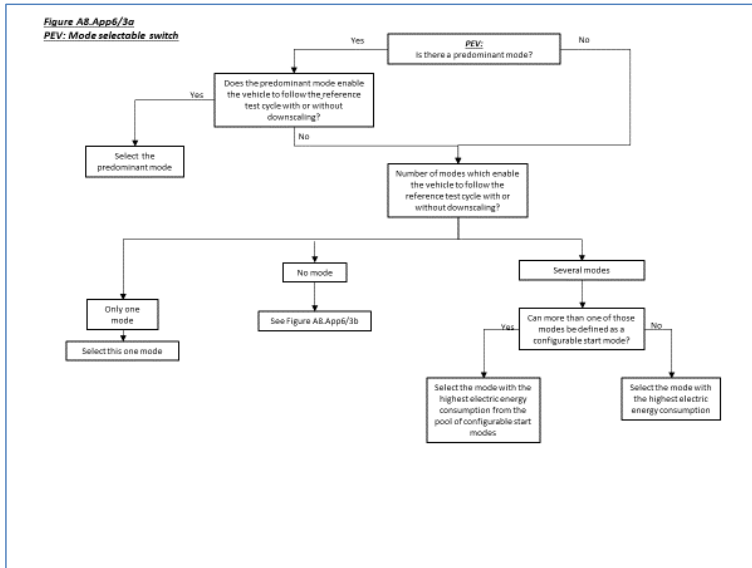 Figure A8.App6/3a
PEV: Mode selectable switch
Yes
PEV:
Is there a predominant mode?
No
Does the predominant mode enable
the vehicle to follow the reference
test cycle with or without
downscaling?
Yes
No
Select the
predominant mode
Number of modes which enable
the vehicle to follow the
reference test cycle with or
without downscaling?
No mode
Several modes
Only one
mode
See Figure A8.App6/3b
Can more than one of those
modes be defined as a
configurable start mode?
Yes
No
Select this one mode
Select the mode with the
highest electric energy
consumption from the
pool of configurable start
modes
Select the mode with
the highest electric
energy consumption